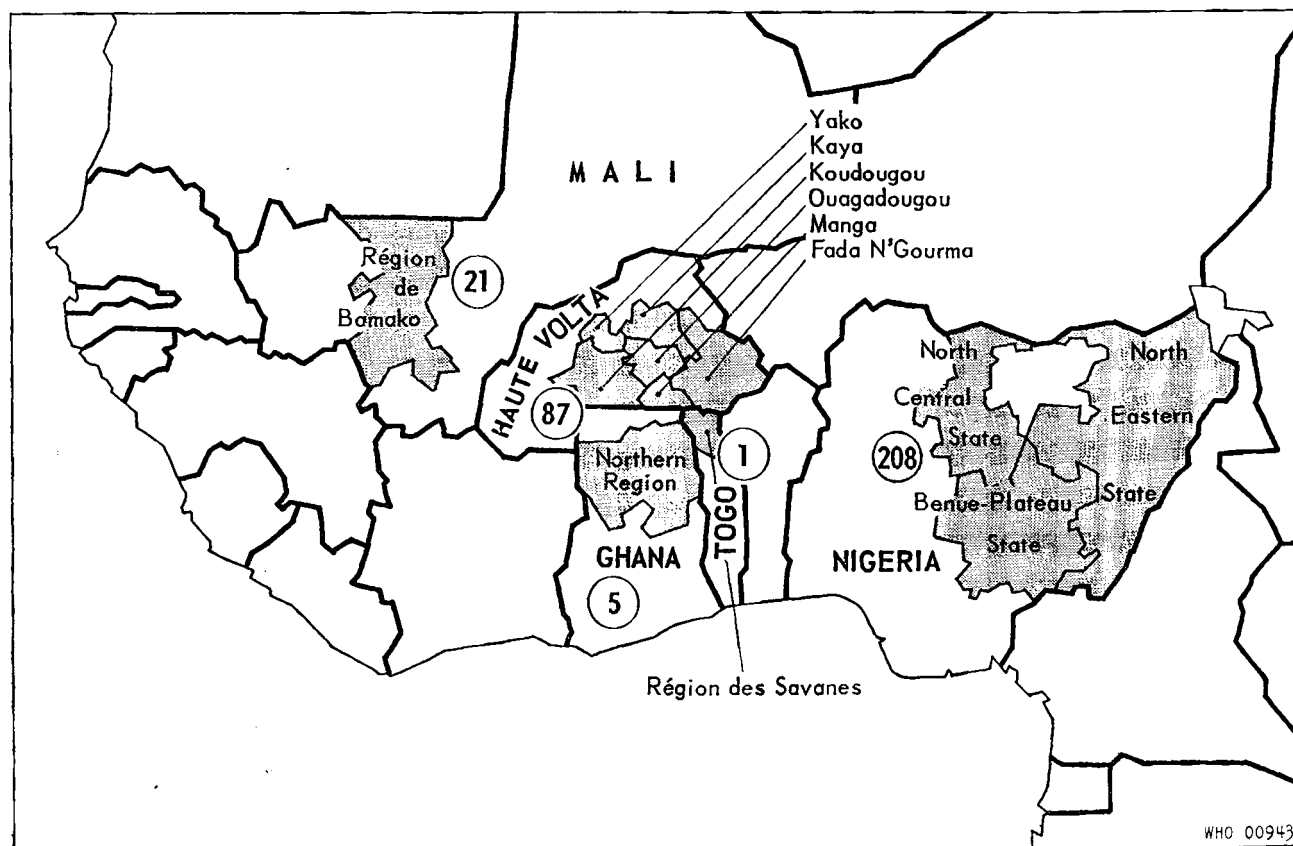 Yako
Kaya
Koudougou
Ouagadougou
Manga
Fada N'Gourma
MALI
Région
de
Bamako
21
HAUTE VOLTA
87
Northern
Region
GHANA
5
1
TOGO
Région des Savanes
NIGERIA
208
North
Central
State
Benue-Plateau
State
North
Eastern
State
WHO 00943